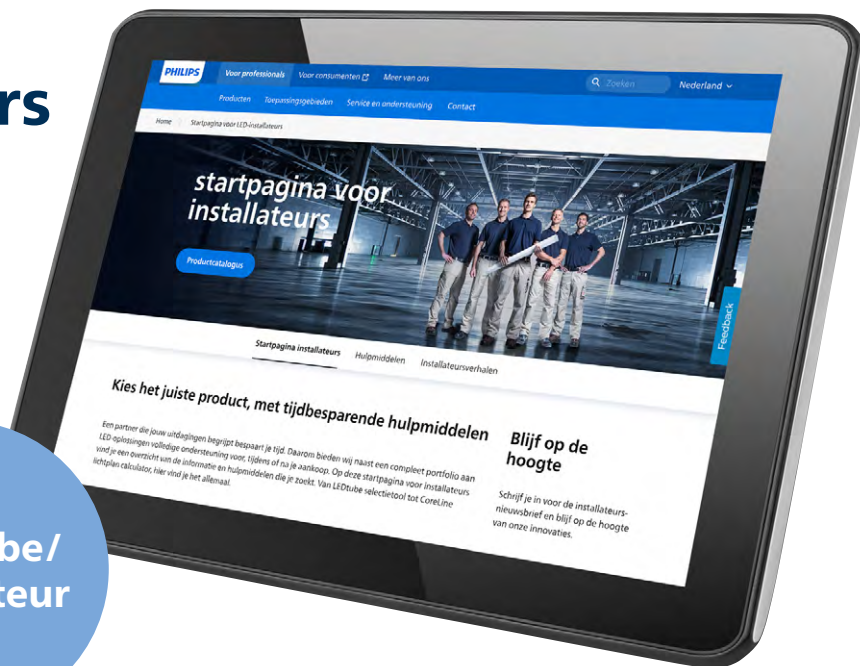 rs
PHILIPS
Voor professionals
Voor consumenten
Meer van ons
Zoeken
Nederland
Producten
Toepassingsgebieden
Service en ondersteuning
Contact
Home
Startpagina voor LED-installateurs
startpagina voor
installateurs
Productcatalogus
Feedback
Startpagina installateurs
Hulpmiddelen
Installateursverhalen
Kies het juiste product, met tijdbesparende hulpmiddelen
Een partner die jouw uitdagingen begrijpt bespaart je tijd. Daarom bieden wij naast een compleet portfolio aan
LED-oplossingen volledige ondersteuning voor, tijdens of na je aankoop. Op deze startpagina voor installateurs
vind je een overzicht van de informatie en hulpmiddelen die je zoekt. Van LEDtube selectietool tot CoreLine
lichtplan calculator, hier vind je het allemaal.
Blijf op de
hoogte
Schrijf je in voor de installateurs-
nieuwsbrief en blijf op de hoogte
van onze innovaties.
be/
teur